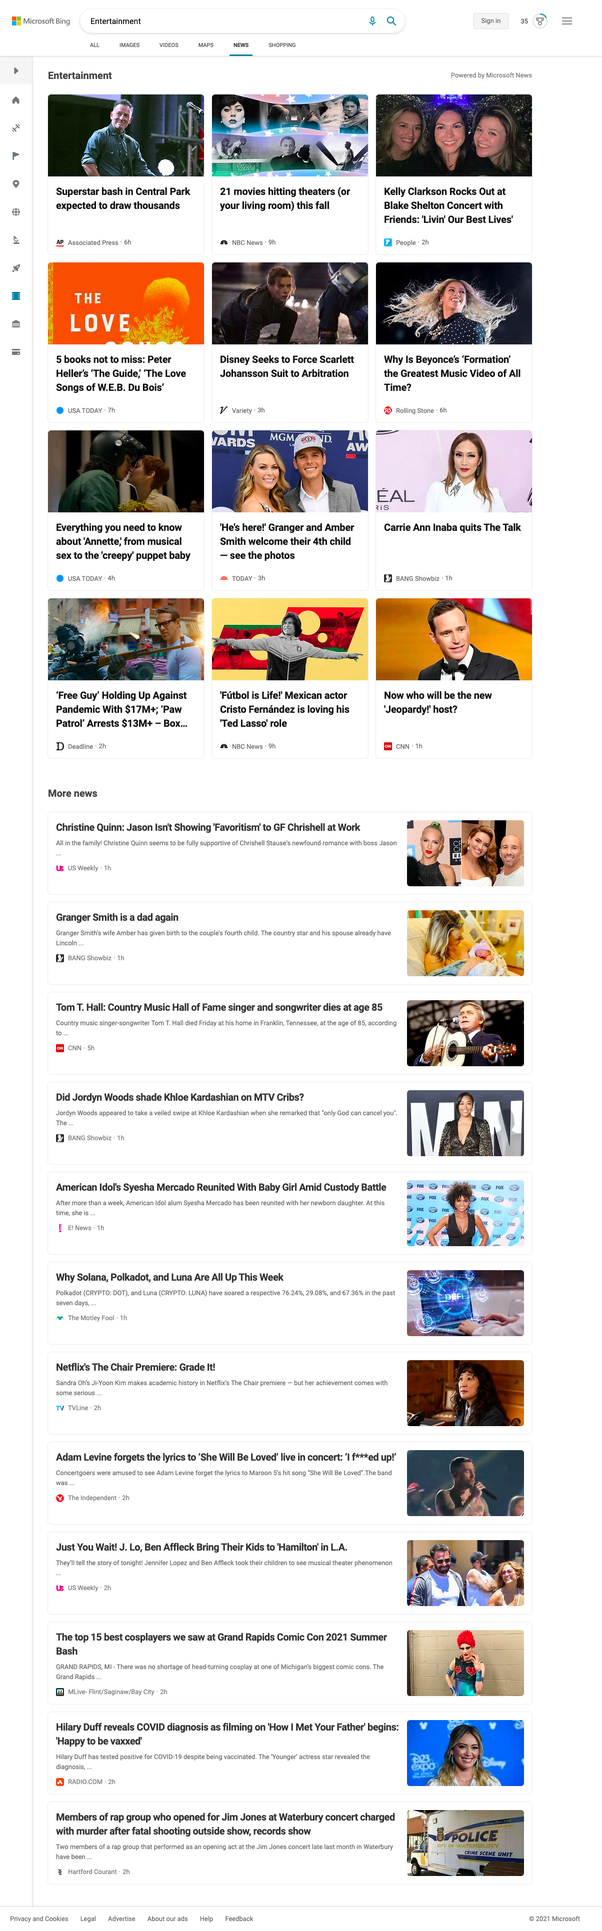 Microsoft Bing
Entertainment
Sign in
35
ALL
IMAGES
VIDEOS
MAPS
NEWS
SHOPPING
Entertainment
Powered by Microsoft News
Superstar bash in Central Park
expected to draw thousands
AP Associated Press · 6h
21 movies hitting theaters (or
your living room) this fall
NBC News · 9h
Kelly Clarkson Rocks Out at
Blake Shelton Concert with
Friends: 'Livin' Our Best Lives'
People · 2h
THE
LOVE
SONGS
5 books not to miss: Peter
Heller's 'The Guide,' 'The Love
Songs of W.E.B. Du Bois'
USA TODAY · 7h
Disney Seeks to Force Scarlett
Johansson Suit to Arbitration
Variety · 3h
Why Is Beyonce's 'Formation'
the Greatest Music Video of All
Time?
Rolling Stone · 6h
Everything you need to know
about 'Annette,' from musical
sex to the 'creepy' puppet baby
USA TODAY · 4h
WARDS
MGM
AW
'He's here!' Granger and Amber
Smith welcome their 4th child
— see the photos
TODAY · 3h
ÉAL
RIS
Carrie Ann Inaba quits The Talk
BANG Showbiz · 1h
'Free Guy' Holding Up Against
Pandemic With $17M+; 'Paw
Patrol' Arrests $13M+ – Box...
Deadline · 2h
'Fútbol is Life!' Mexican actor
Cristo Fernández is loving his
'Ted Lasso' role
NBC News · 9h
Now who will be the new
'Jeopardy!' host?
CNN · 1h
More news
Christine Quinn: Jason Isn't Showing 'Favoritism' to GF Chrishell at Work
All in the family! Christine Quinn seems to be fully supportive of Chrishell Stause's newfound romance with boss Jason
...
US Weekly · 1h
Granger Smith is a dad again
Granger Smith's wife Amber has given birth to the couple's fourth child. The country star and his spouse already have
Lincoln ...
BANG Showbiz · 1h
Tom T. Hall: Country Music Hall of Fame singer and songwriter dies at age 85
Country music singer-songwriter Tom T. Hall died Friday at his home in Franklin, Tennessee, at the age of 85, according
to ...
CNN · 5h
Did Jordyn Woods shade Khloe Kardashian on MTV Cribs?
Jordyn Woods appeared to take a veiled swipe at Khloe Kardashian when she remarked that "only God can cancel you".
The ...
BANG Showbiz · 1h
American Idol's Syesha Mercado Reunited With Baby Girl Amid Custody Battle
After more than a week, American Idol alum Syesha Mercado has been reunited with her newborn daughter. At this
time, she is ...
E! News · 1h
FOX
Why Solana, Polkadot, and Luna Are All Up This Week
Polkadot (CRYPTO: DOT), and Luna (CRYPTO: LUNA) have soared a respective 76.24%, 29.08%, and 67.36% in the past
seven days, ...
The Motley Fool · 1h
DEFI
Netflix's The Chair Premiere: Grade It!
Sandra Oh's Ji-Yoon Kim makes academic history in Netflix's The Chair premiere — but her achievement comes with
some serious ...
TV TVLine · 2h
Adam Levine forgets the lyrics to 'She Will Be Loved' live in concert: 'I f***ed up!'
Concertgoers were amused to see Adam Levine forget the lyrics to Maroon 5's hit song "She Will Be Loved".The band
was ...
The Independent · 2h
Just You Wait! J. Lo, Ben Affleck Bring Their Kids to 'Hamilton' in L.A.
They'll tell the story of tonight! Jennifer Lopez and Ben Affleck took their children to see musical theater phenomenon
...
US Weekly · 2h
The top 15 best cosplayers we saw at Grand Rapids Comic Con 2021 Summer
Bash
GRAND RAPIDS, MI - There was no shortage of head-turning cosplay at one of Michigan's biggest comic cons. The
Grand Rapids ...
MLive- Flint/Saginaw/Bay City · 2h
Hilary Duff reveals COVID diagnosis as filming on 'How I Met Your Father' begins:
'Happy to be vaxxed'
Hilary Duff has tested positive for COVID-19 despite being vaccinated. The 'Younger' actress star revealed the
diagnosis, ...
RADIO.COM · 2h
D23
EXPO
Disney
Members of rap group who opened for Jim Jones at Waterbury concert charged
with murder after fatal shooting outside show, records show
Two members of a rap group that performed as an opening act at the Jim Jones concert late last month in Waterbury
have been ...
Hartford Courant · 2h
POLICE
CITY OF WATERBURY
CRIME SCENE UNIT
Privacy and Cookies
Legal
Advertise
About our ads
Help
Feedback
© 2021 Microsoft